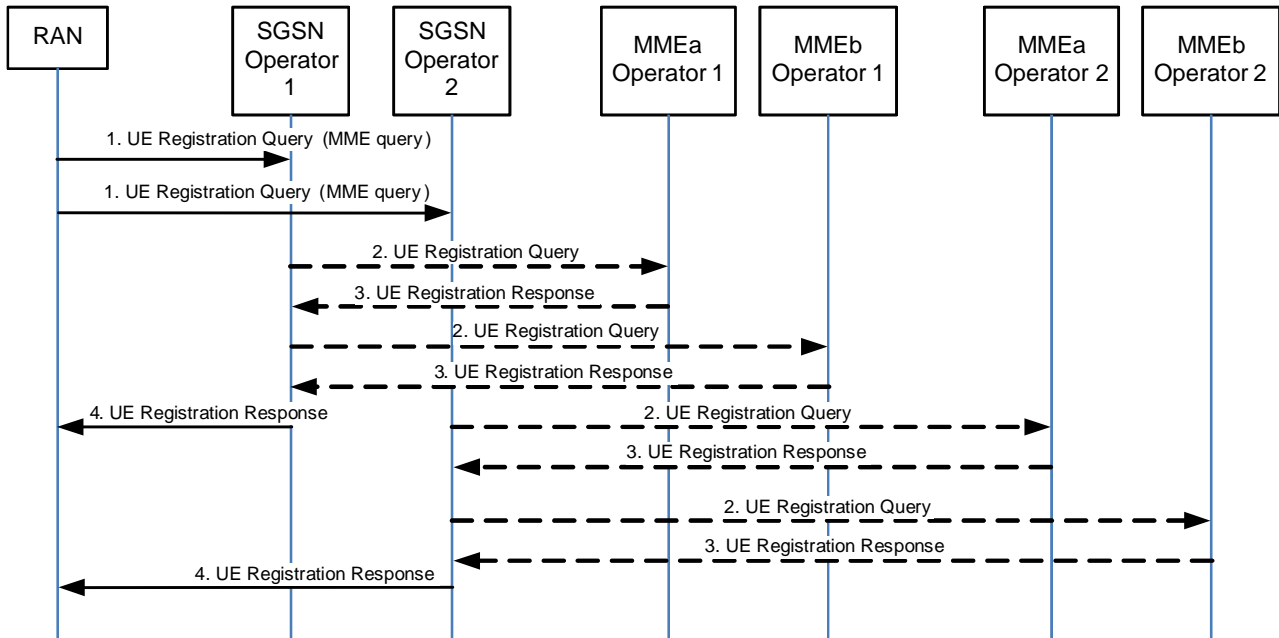 RAN
SGSN
Operator
1
SGSN
Operator
2
MMEa
Operator 1
MMEb
Operator 1
MMEa
Operator 2
MMEb
Operator 2
1. UE Registration Query (MME query)
1. UE Registration Query (MME query)
2. UE Registration Query
3. UE Registration Response
2. UE Registration Query
3. UE Registration Response
4. UE Registration Response
2. UE Registration Query
3. UE Registration Response
2. UE Registration Query
3. UE Registration Response
4. UE Registration Response